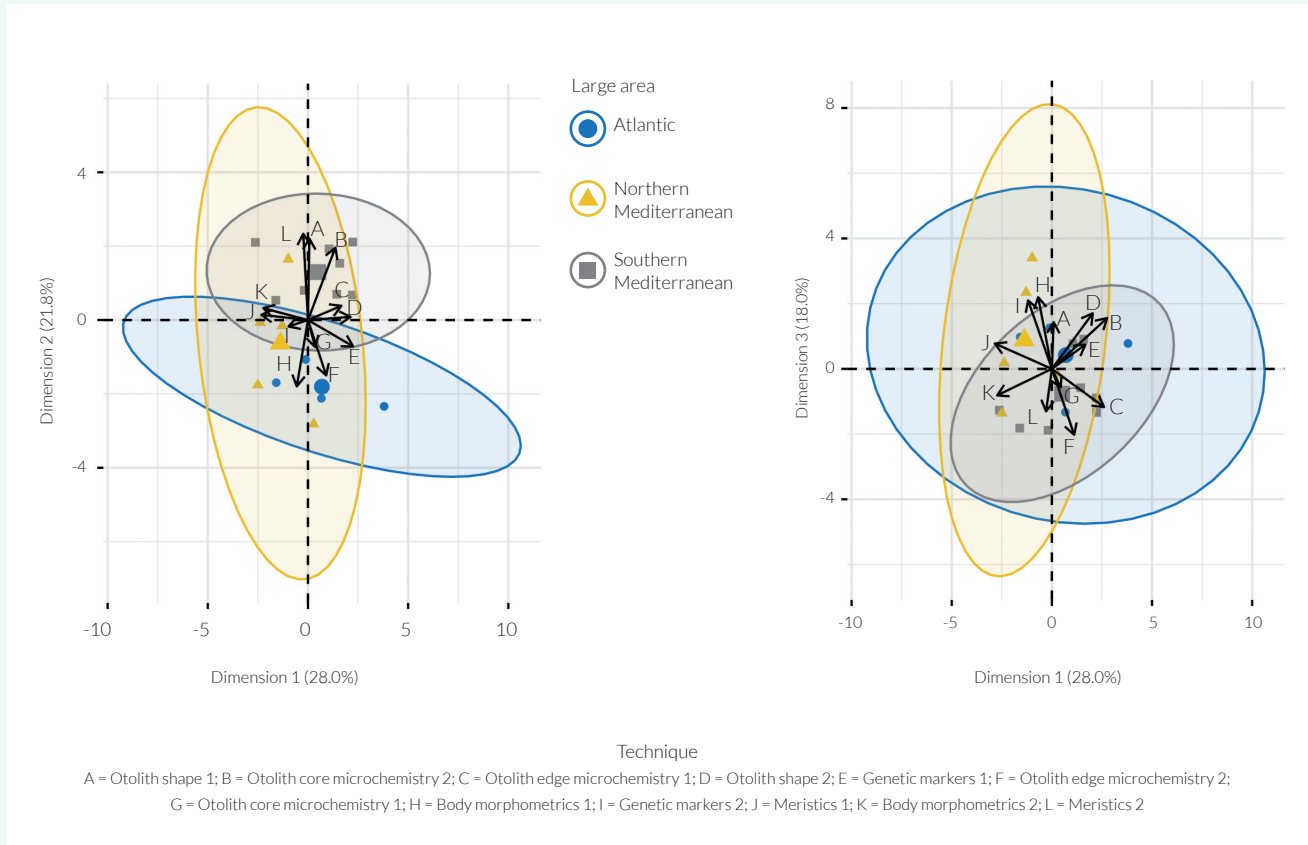 Large area
Atlantic
Northern
Mediterranean
Southern
Mediterranean
Dimension 2 (21.8%)
4
0
-4
L
A
B
K
C
J
D
I
G
E
H
F
-10
-5
0
5
10
Dimension 1 (28.0%)
Dimension 3 (18.0%)
8
4
0
-4
H
I
D
A
B
J
E
K
G
C
L
F
-10
-5
0
5
10
Dimension 1 (28.0%)
Technique
A = Otolith shape 1; B = Otolith core microchemistry 2; C = Otolith edge microchemistry 1; D = Otolith shape 2; E = Genetic markers 1; F = Otolith edge microchemistry 2;
G = Otolith core microchemistry 1; H = Body morphometrics 1; I = Genetic markers 2; J = Meristics 1; K = Body morphometrics 2; L = Meristics 2